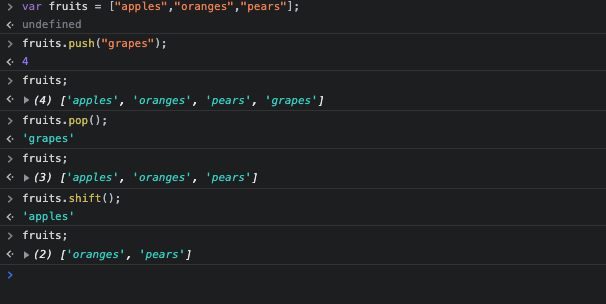 > var fruits = ["apples","oranges","pears"];
<· undefined
> fruits.push("grapes");
<· 4
> fruits;
<· ▶ (4) ['apples', 'oranges', 'pears', 'grapes']
> fruits.pop();
<· 'grapes'
> fruits;
<· ▶ (3) ['apples', 'oranges', 'pears']
> fruits.shift();
<· 'apples'
> fruits;
<· ▶ (2) ['oranges', 'pears']
>